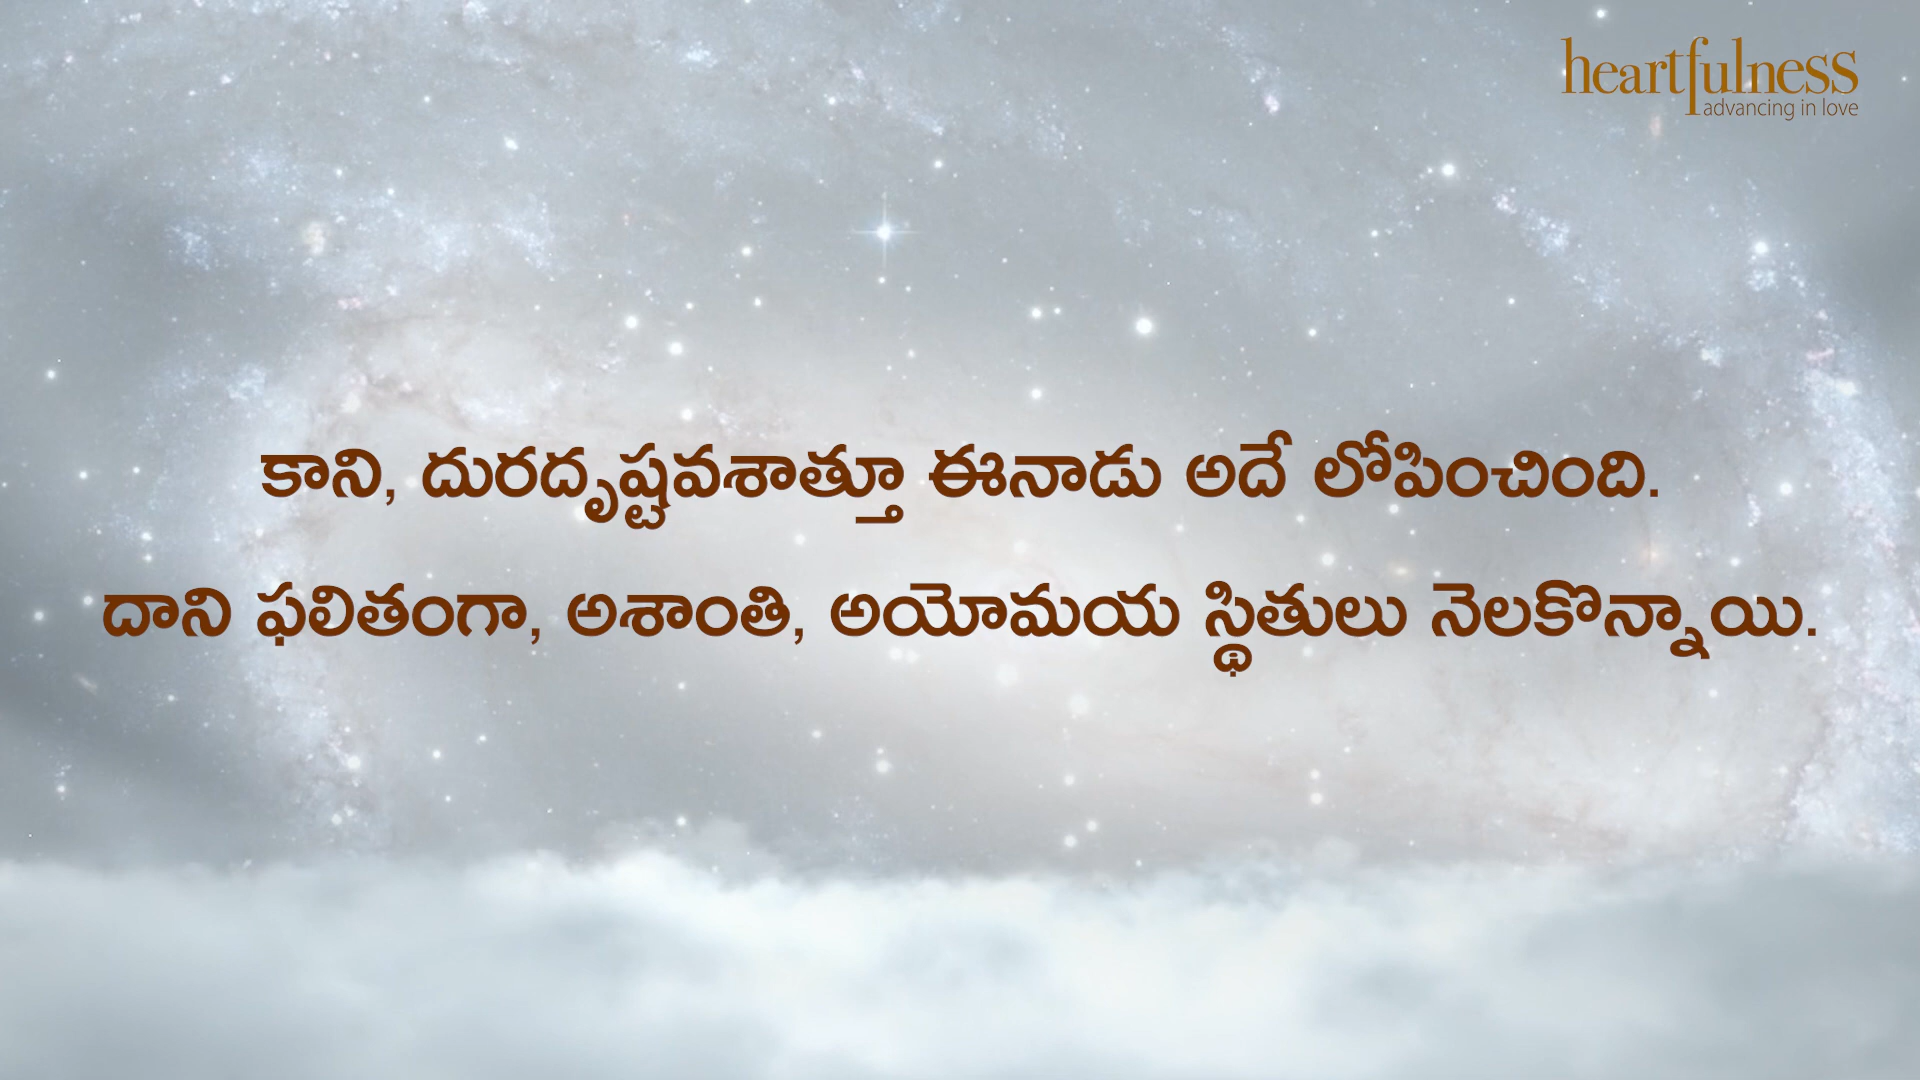 heartfulness
advancing in love
కాని, దురదృష్టవశాత్తూ ఈనాడు అదే లోపించింది.
దాని ఫలితంగా, అశాంతి, అయోమయ స్థితులు నెలకొన్నాయి.